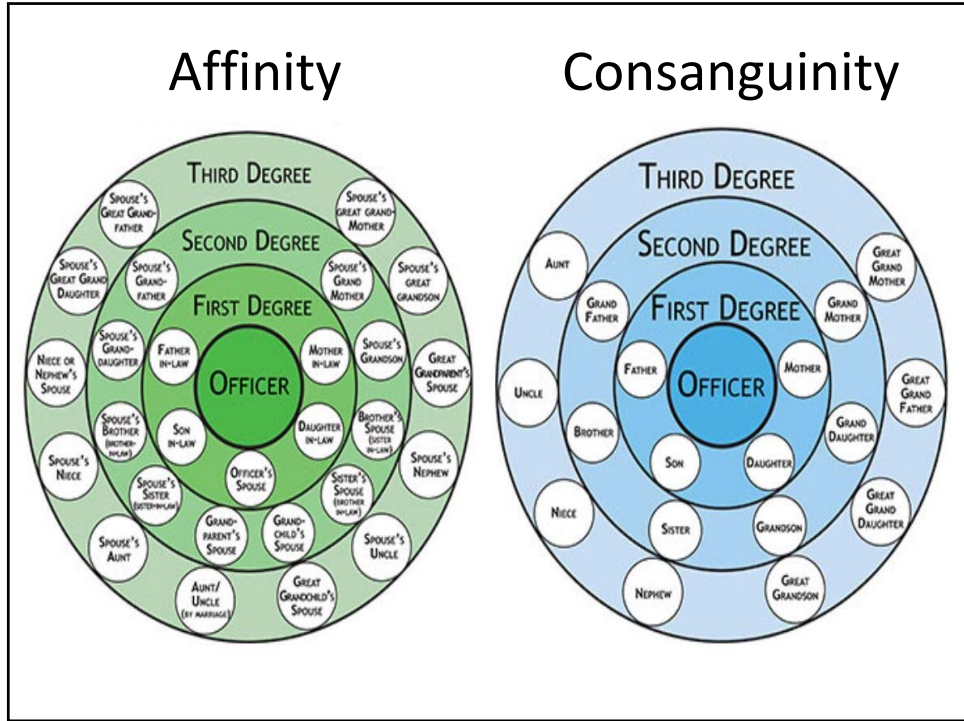 Affinity
Consanguinity
THIRD DEGREE
SPOUSE'S
GREAT GRAND-
FATHER
SPOUSE'S
GREAT GRAND-
MOTHER
SECOND DEGREE
SPOUSE'S
GREAT GRAND
DAUGHTER
SPOUSE'S
GRAND-
FATHER
SPOUSE'S
GRAND
MOTHER
SPOUSE'S
GREAT
GRANDSON
FIRST DEGREE
SPOUSE'S
GRAND-
DAUGHTER
FATHER
IN-LAW
MOTHER
IN-LAW
SPOUSE'S
GRANDSON
NIECE OR
NEPHEW'S
SPOUSE
OFFICER
GREAT
GRANDPARENT'S
SPOUSE
SPOUSE'S
BROTHER
(BROTHER-
IN-LAW)
SON
IN-LAW
DAUGHTER
IN-LAW
BROTHER'S
SPOUSE
(SISTER
IN-LAW)
SPOUSE'S
NIECE
SPOUSE'S
SISTER
(SISTER-IN-LAW)
OFFICER'S
SPOUSE
SISTER'S
SPOUSE
(BROTHER
IN-LAW)
SPOUSE'S
NEPHEW
SPOUSE'S
AUNT
GRAND-
PARENT'S
SPOUSE
GRAND-
CHILD'S
SPOUSE
SPOUSE'S
UNCLE
AUNT/
UNCLE
(BY MARRIAGE)
GREAT
GRANDCHILD'S
SPOUSE
THIRD DEGREE
SECOND DEGREE
AUNT
GREAT
GRAND
MOTHER
FIRST DEGREE
GRAND
FATHER
GRAND
MOTHER
FATHER
OFFICER
MOTHER
UNCLE
GREAT
GRAND
FATHER
BROTHER
GRAND
DAUGHTER
SON
DAUGHTER
NIECE
SISTER
GRANDSON
GREAT
GRAND
DAUGHTER
NEPHEW
GREAT
GRANDSON